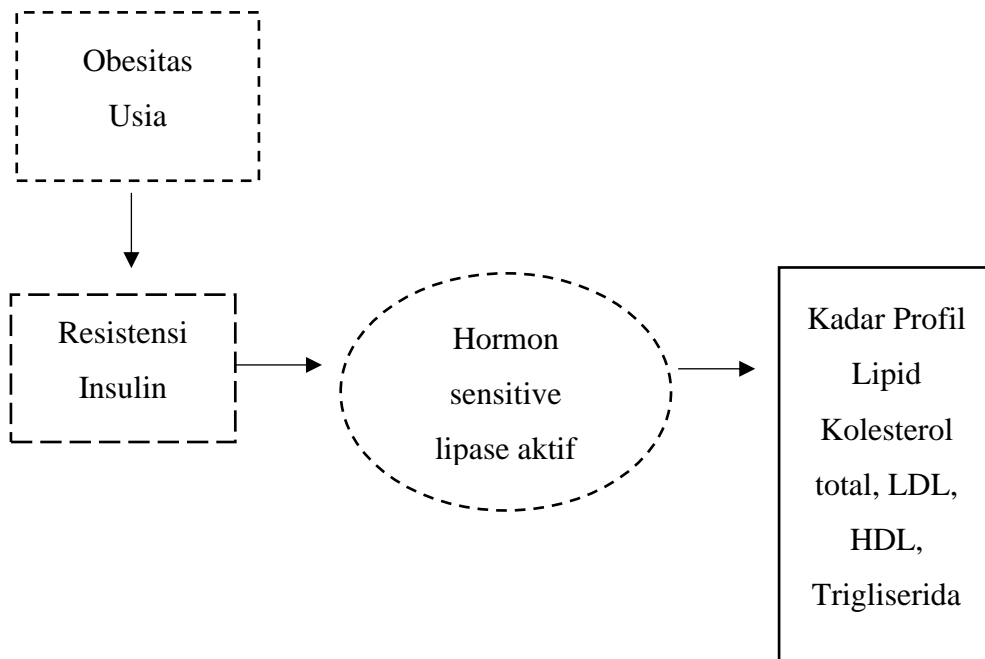 Obesitas
Usia
Resistensi
Insulin
Hormon
sensitive
lipase aktif
Kadar Profil
Lipid
Kolesterol
total, LDL,
HDL,
Trigliserida